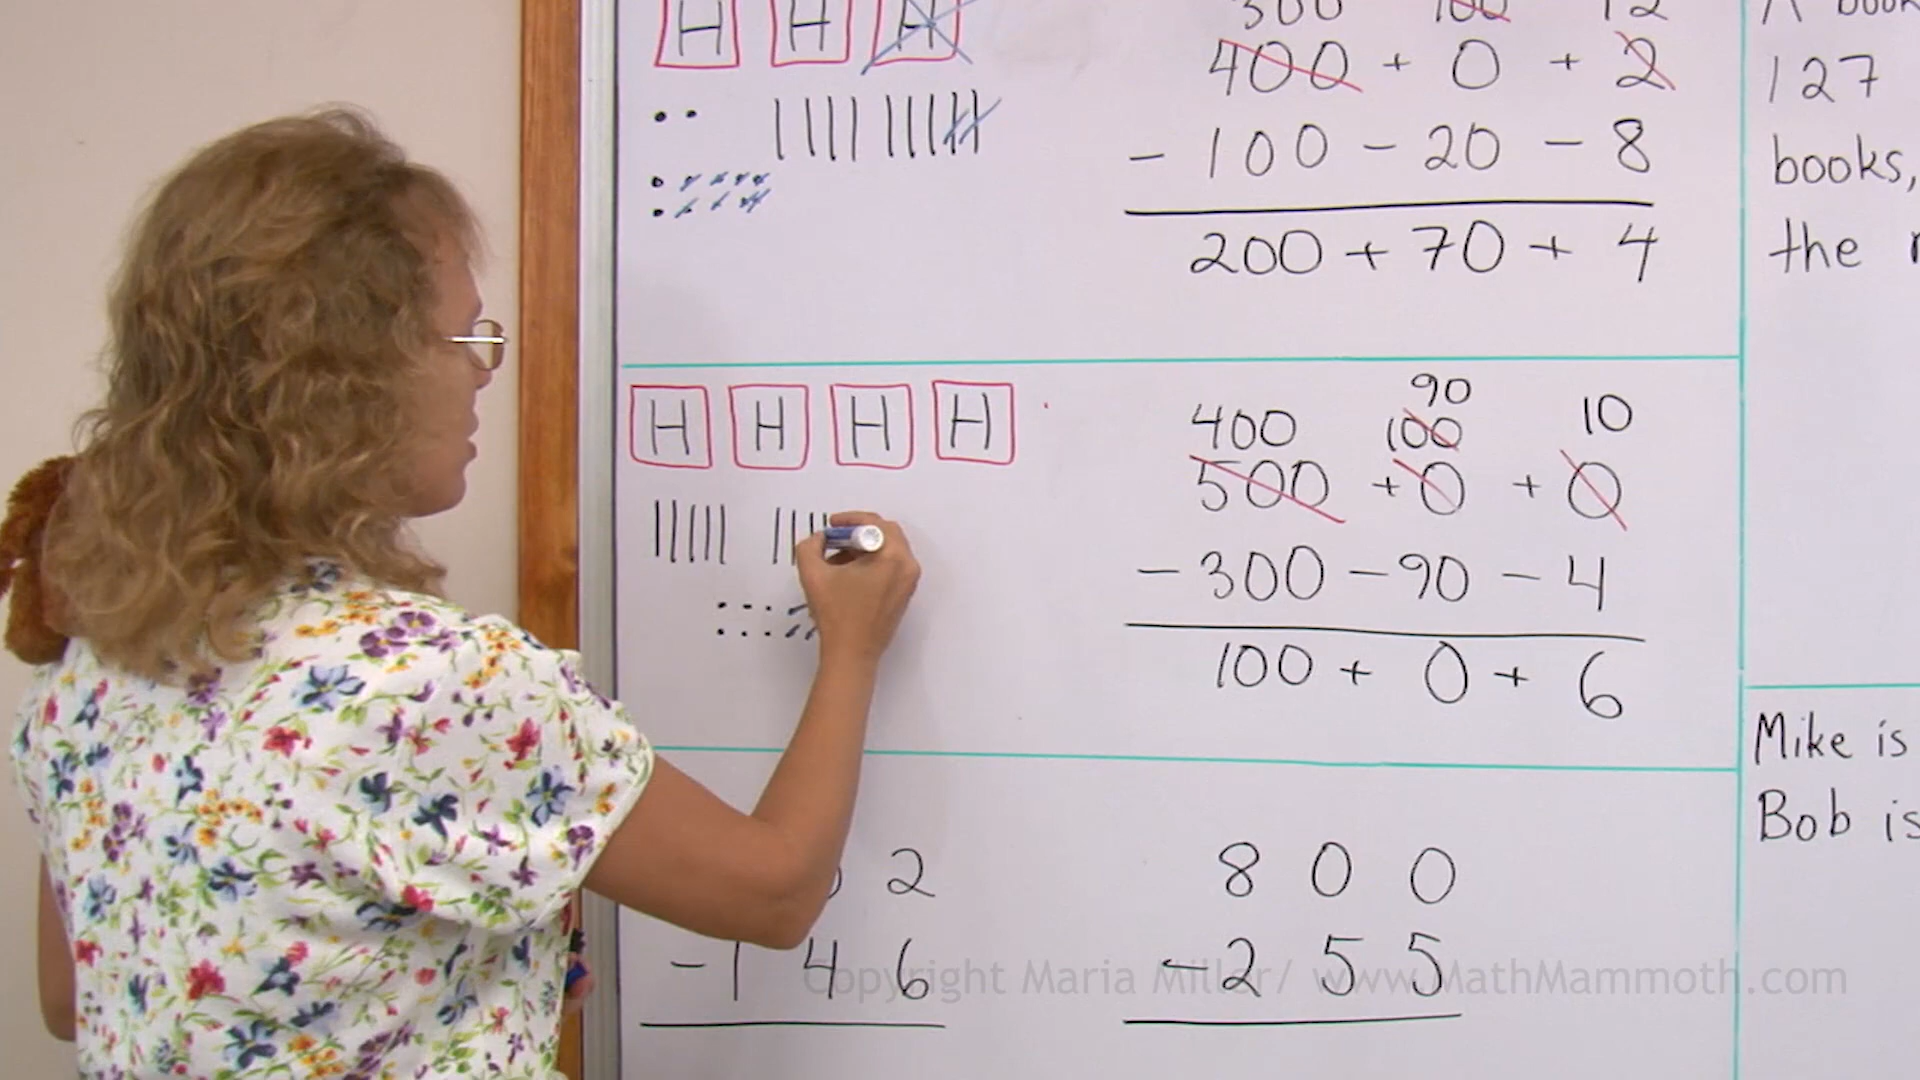 H H H
300 100 12
400 + 0 + 2
- 100 - 20 - 8
200 + 70 + 4
127
books,
the
H H H H
90
400 100 10
500 + 0 + 0
- 300 - 90 - 4
100 + 0 + 6
Mike is
Bob is
2
- 1 4 6
8 0 0
- 2 5 5
Copyright Maria Miller/ www.MathMammoth.com